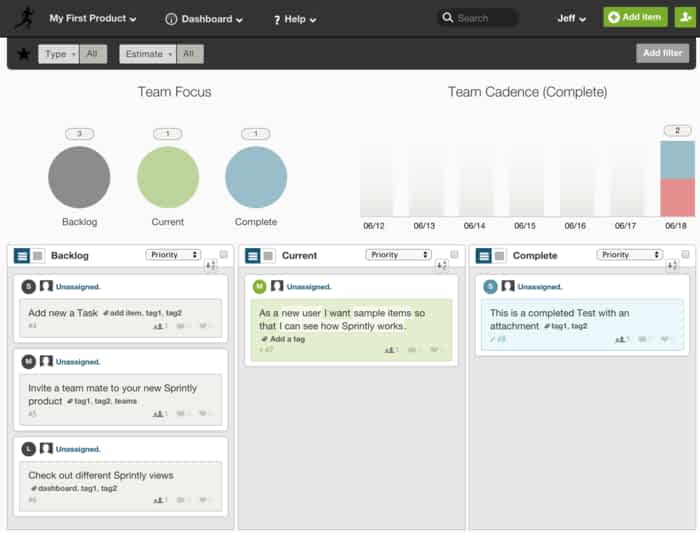 My First Product
Dashboard
? Help
Search
Jeff
Add item
Type
All
Estimate
All
Add filter
Team Focus
Team Cadence (Complete)
3
1
1
2
Backlog
Current
Complete
06/12
06/13
06/14
06/15
06/16
06/17
06/18
Backlog
Priority
S
Unassigned.
Add new a Task add item, tag1, tag2
#4
1
M
Unassigned.
Invite a team mate to your new Sprintly
product tag1, tag2, teams
#5
1
L
Unassigned.
Check out different Sprintly views
dashboard, tag1, tag2
#6
1
Current
Priority
M
Unassigned.
As a new user I want sample items so
that I can see how Sprintly works.
Add a tag
#7
1
Complete
Priority
S
Unassigned.
This is a completed Test with an
attachment tag1, tag2
#8
1